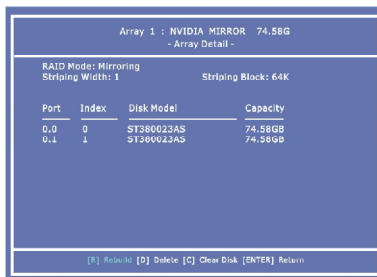 Array 1 : NVIDIA MIRROR 74.58G
- Array Detail -
RAID Mode: Mirroring
Striping Width: 1 Striping Block: 64K
Port Index Disk Model Capacity
0.0 0 ST380023AS 74.58GB
0.1 1 ST380023AS 74.58GB
[R] Rebuild [D] Delete [C] Clear Disk [ENTER] Return